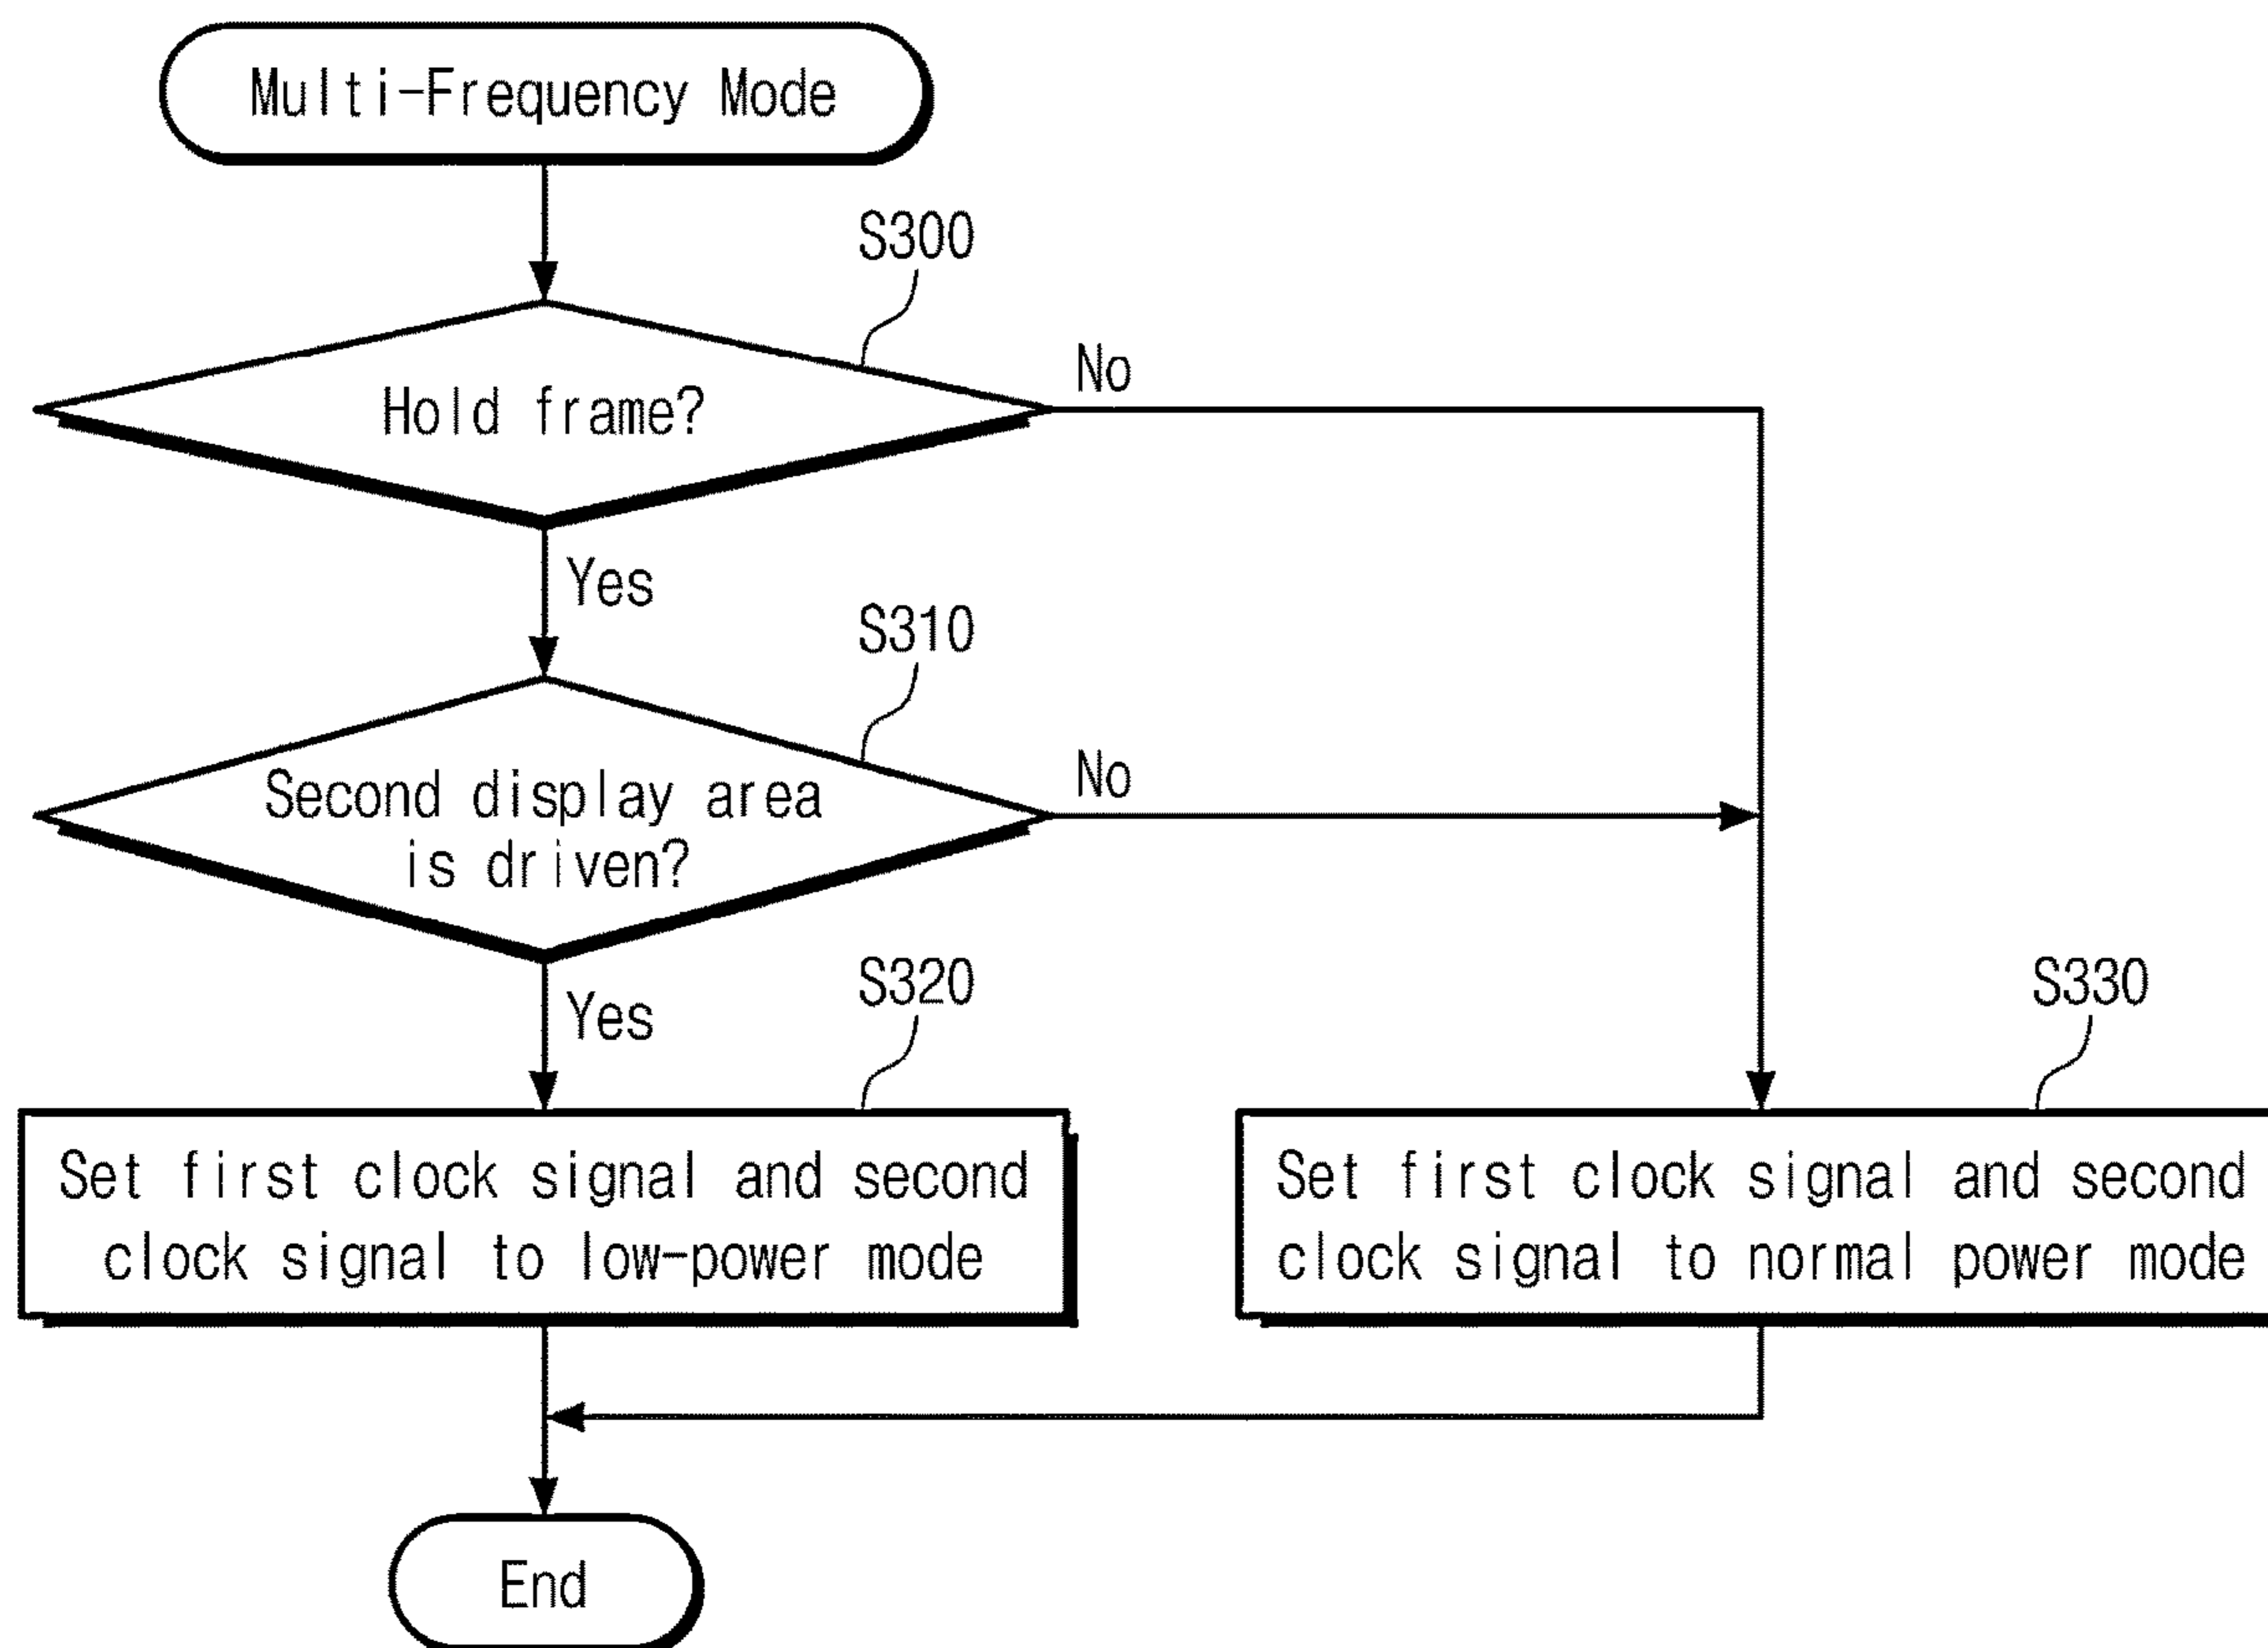 Multi-Frequency Mode
S300
Hold frame?
No
Yes
S310
Second display area
is driven?
No
Yes
S320
Set first clock signal and second
clock signal to low-power mode
S330
Set first clock signal and second
clock signal to normal power mode
End